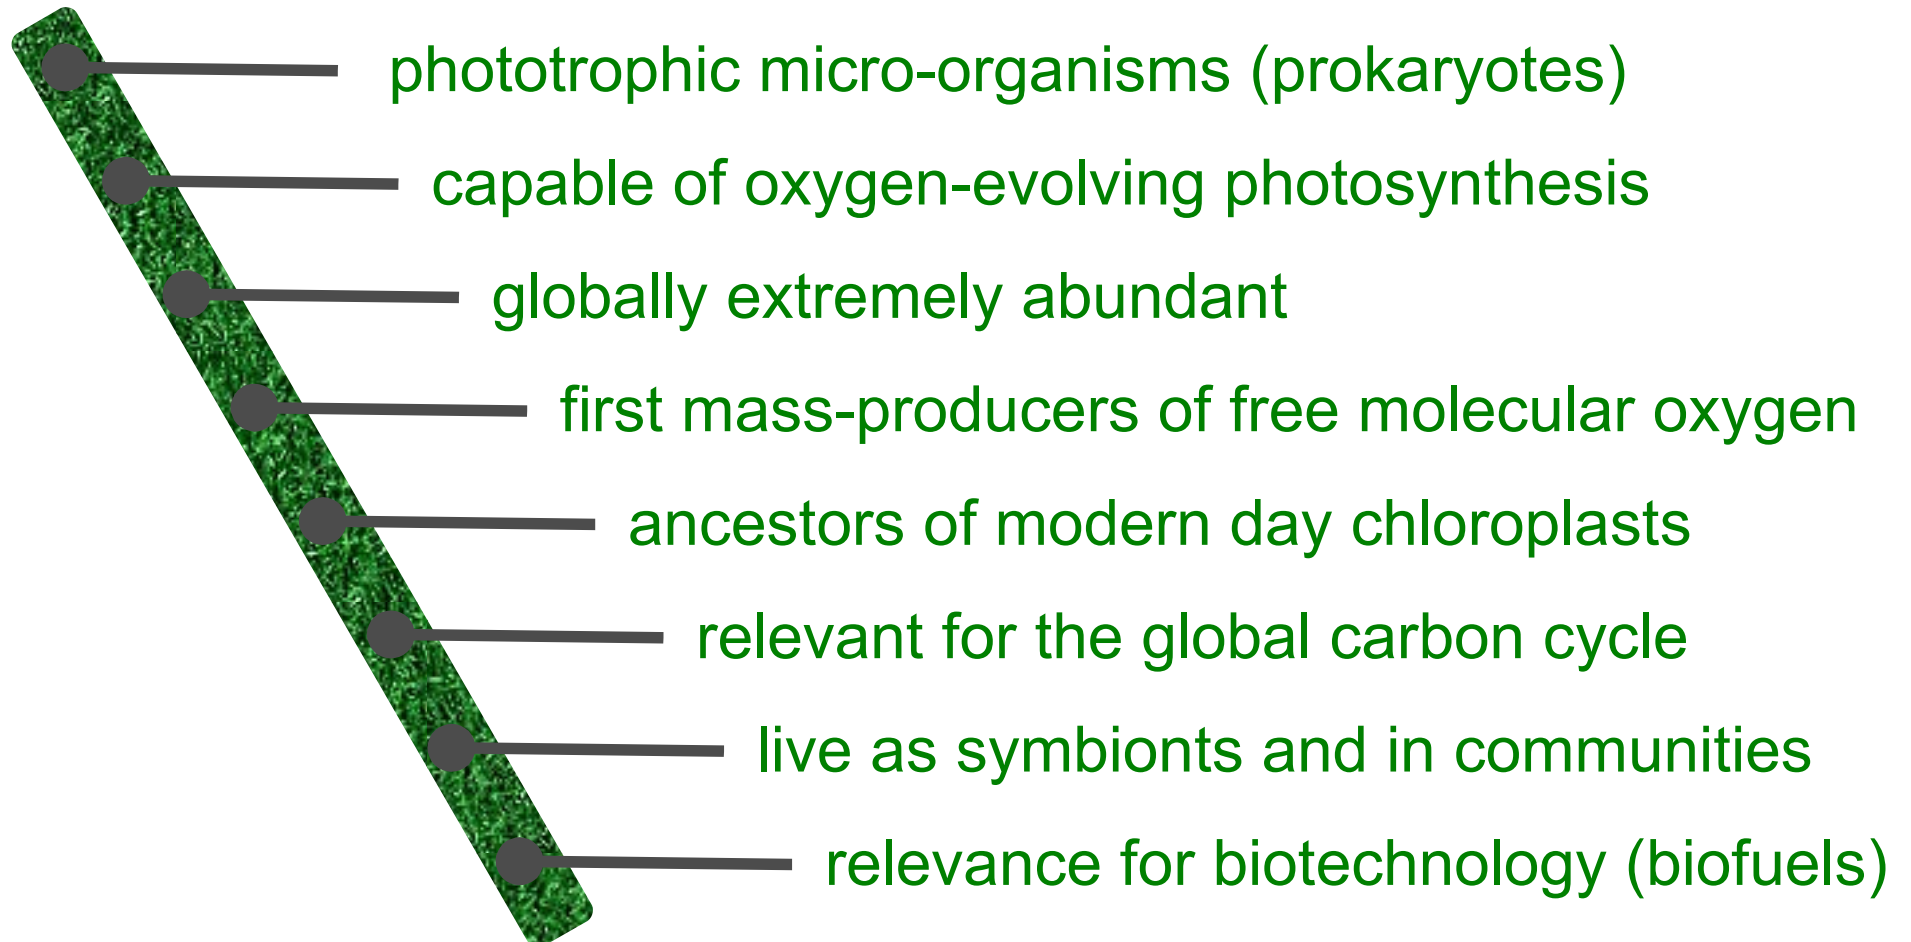 phototrophic micro-organisms (prokaryotes)
capable of oxygen-evolving photosynthesis
globally extremely abundant
first mass-producers of free molecular oxygen
ancestors of modern day chloroplasts
relevant for the global carbon cycle
live as symbionts and in communities
relevance for biotechnology (biofuels)